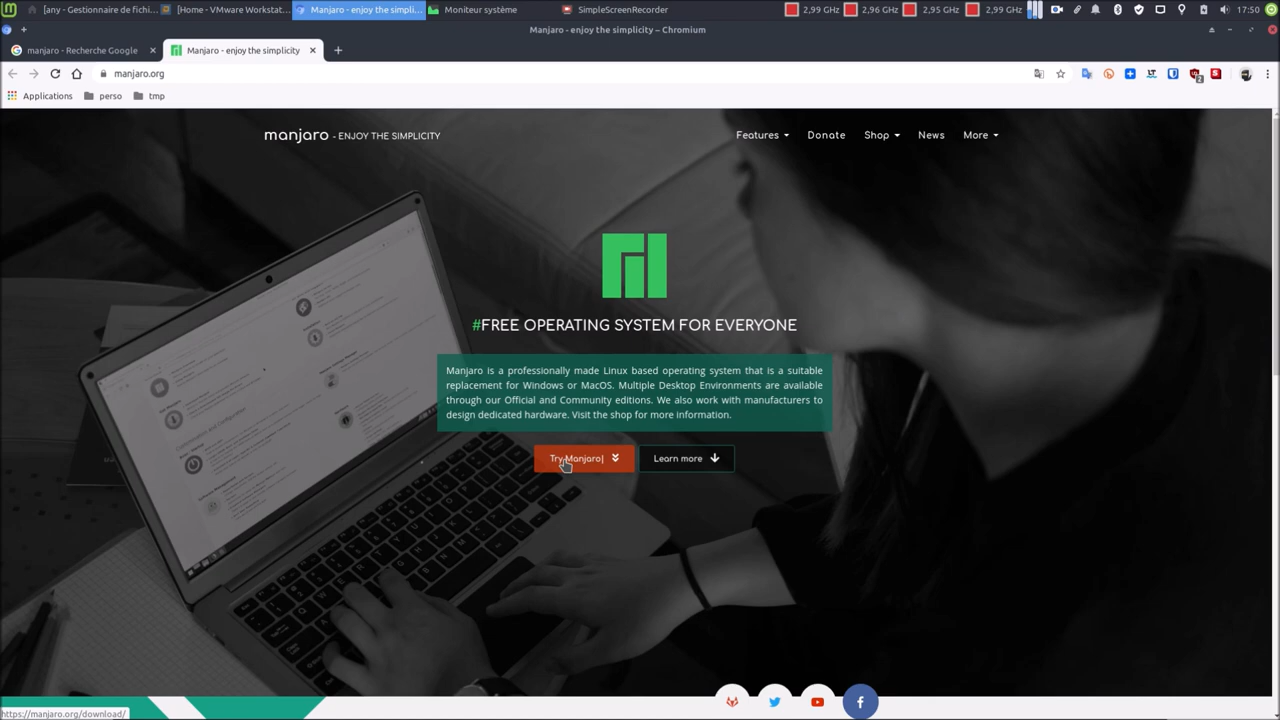 [any - Gestionnaire de fichi...
[Home - VMware Workstat...
Manjaro - enjoy the simpli...
Moniteur système
SimpleScreenRecorder
2,99 GHz
2,96 GHz
2,95 GHz
2,99 GHz
17:50
Manjaro - enjoy the simplicity – Chromium
manjaro - Recherche Google
Manjaro - enjoy the simplicity
manjaro.org
Applications
perso
tmp
manjaro - ENJOY THE SIMPLICITY
Features
Donate
Shop
News
More
#FREE OPERATING SYSTEM FOR EVERYONE
Manjaro is a professionally made Linux based operating system that is a suitable
replacement for Windows or MacOS. Multiple Desktop Environments are available
through our Official and Community editions. We also work with manufacturers to
design dedicated hardware. Visit the shop for more information.
Try Manjaro|
Learn more
https://manjaro.org/download/